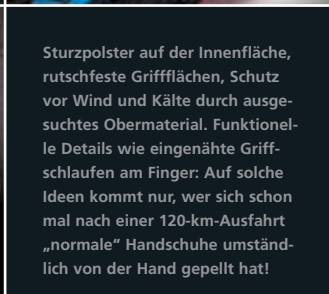 Sturzpolster auf der Innenfläche,
rutschfeste Griffflächen, Schutz
vor Wind und Kälte durch ausge-
suchtes Obermaterial. Funktionel-
le Details wie eingenähte Griff-
schlaufen am Finger: Auf solche
Ideen kommt nur, wer sich schon
mal nach einer 120-km-Ausfahrt
„normale“ Handschuhe umständ-
lich von der Hand gepellt hat!